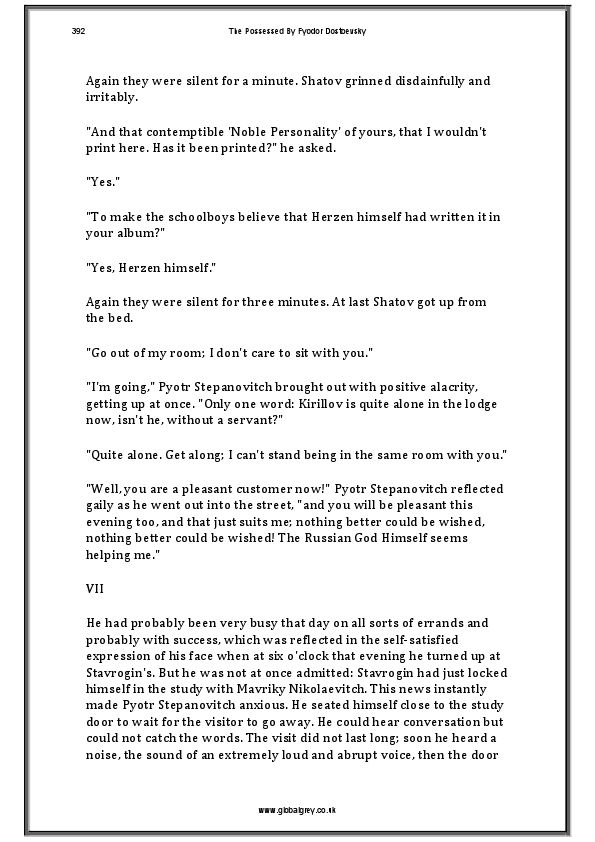 392
The Possessed By Fyodor Dostoevsky
Again they were silent for a minute. Shatov grinned disdainfully and
irritably.
"And that contemptible 'Noble Personality' of yours, that I wouldn't
print here. Has it been printed?" he asked.
"Yes."
"To make the schoolboys believe that Herzen himself had written it in
your album?"
"Yes, Herzen himself."
Again they were silent for three minutes. At last Shatov got up from
the bed.
"Go out of my room; I don't care to sit with you."
"I'm going," Pyotr Stepanovitch brought out with positive alacrity,
getting up at once. "Only one word: Kirillov is quite alone in the lodge
now, isn't he, without a servant?"
"Quite alone. Get along; I can't stand being in the same room with you."
"Well, you are a pleasant customer now!" Pyotr Stepanovitch reflected
gaily as he went out into the street, "and you will be pleasant this
evening too, and that just suits me; nothing better could be wished,
nothing better could be wished! The Russian God Himself seems
helping me."
VII
He had probably been very busy that day on all sorts of errands and
probably with success, which was reflected in the self-satisfied
expression of his face when at six o'clock that evening he turned up at
Stavrogin's. But he was not at once admitted: Stavrogin had just locked
himself in the study with Mavriky Nikolaevitch. This news instantly
made Pyotr Stepanovitch anxious. He seated himself close to the study
door to wait for the visitor to go away. He could hear conversation but
could not catch the words. The visit did not last long; soon he heard a
noise, the sound of an extremely loud and abrupt voice, then the door
www.globalgrey.co.uk